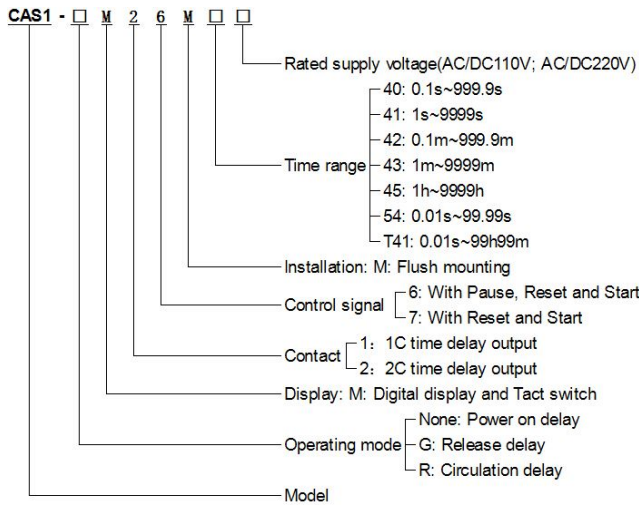 CAS1 - □ M 2 6 M □ □
Rated supply voltage(AC/DC110V; AC/DC220V)
40: 0.1s~999.9s
41: 1s~9999s
42: 0.1m~999.9m
Time range
43: 1m~9999m
45: 1h~9999h
54: 0.01s~99.99s
T41: 0.01s~99h99m
Installation: M: Flush mounting
Control signal
6: With Pause, Reset and Start
7: With Reset and Start
Contact
1: 1C time delay output
2: 2C time delay output
Display: M: Digital display and Tact switch
Operating mode
None: Power on delay
G: Release delay
R: Circulation delay
Model